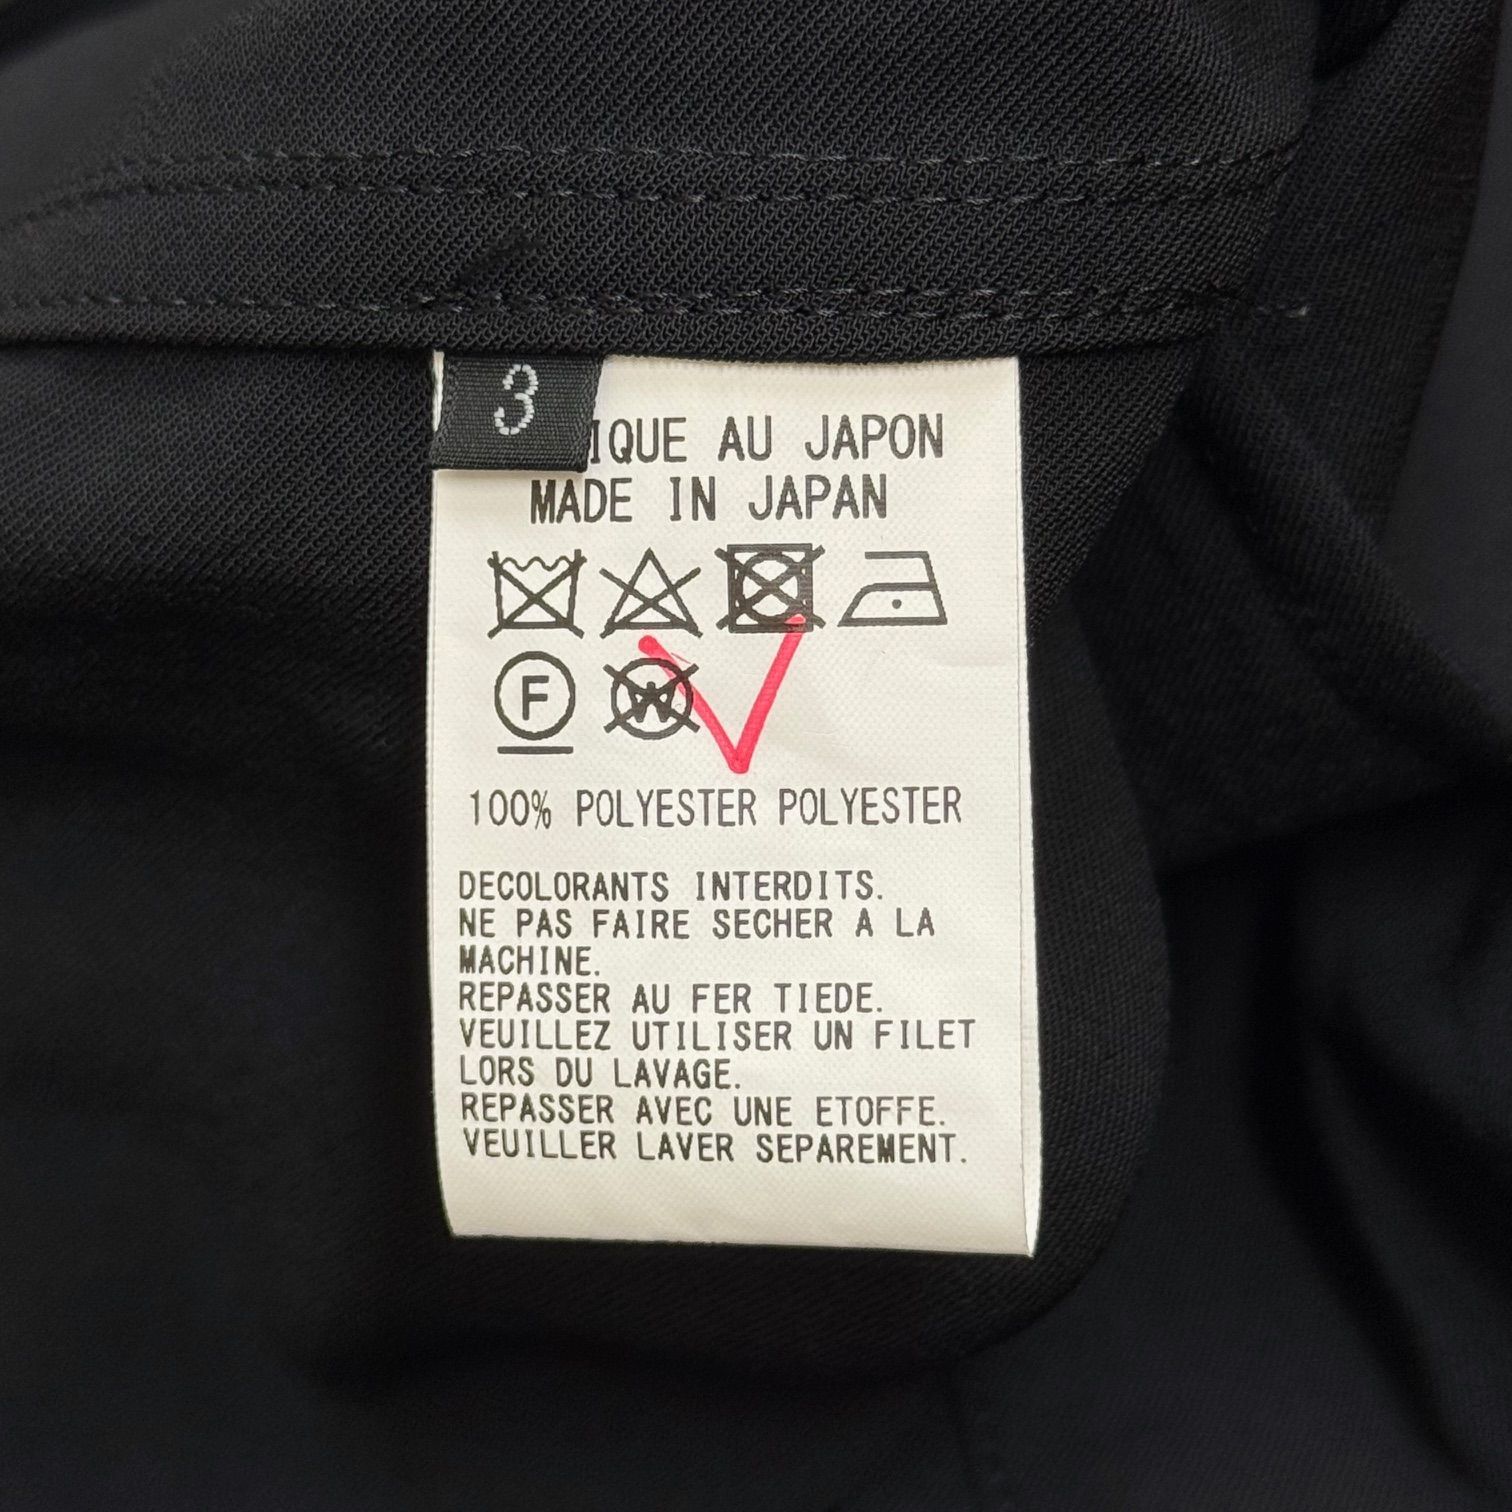 3
IQUE AU JAPON
MADE IN JAPAN
F
W
100% POLYESTER POLYESTER
DECOLORANTS INTERDITS.
NE PAS FAIRE SECHER A LA
MACHINE.
REPASSER AU FER TIEDE.
VEUILLEZ UTILISER UN FILET
LORS DU LAVAGE.
REPASSER AVEC UNE ETOFFE.
VEUILLER LAVER SEPAREMENT.